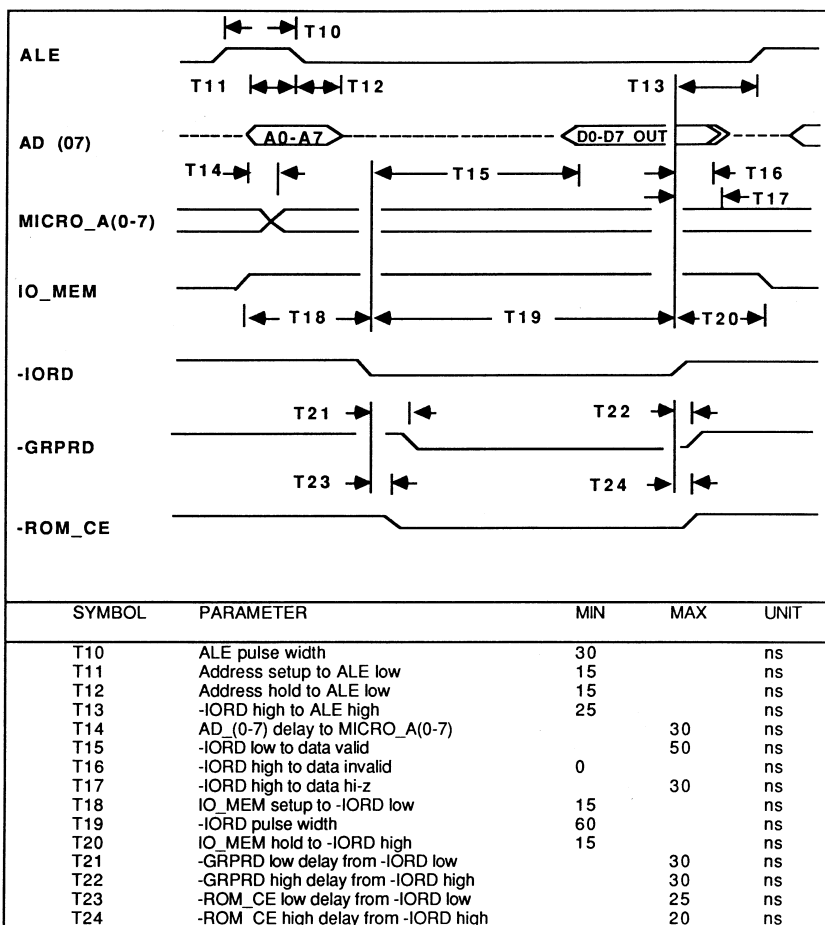 T10
ALE
T11 T12 T13
AD (07) A0-A7 D0-D7 OUT
T14 T15 T16
T17
MICRO_A(0-7)
IO_MEM
T18 T19 T20
-IORD
T21 T22
-GRPRD
T23 T24
-ROM_CE
SYMBOL PARAMETER MIN MAX UNIT
T10 ALE pulse width 30 ns
T11 Address setup to ALE low 15 ns
T12 Address hold to ALE low 15 ns
T13 -IORD high to ALE high 25 ns
T14 AD_(0-7) delay to MICRO_A(0-7) 30 ns
T15 -IORD low to data valid 50 ns
T16 -IORD high to data invalid 0 ns
T17 -IORD high to data hi-z 30 ns
T18 IO_MEM setup to -IORD low 15 ns
T19 -IORD pulse width 60 ns
T20 IO_MEM hold to -IORD high 15 ns
T21 -GRPRD low delay from -IORD low 30 ns
T22 -GRPRD high delay from -IORD high 30 ns
T23 -ROM_CE low delay from -IORD low 25 ns
T24 -ROM_CE high delay from -IORD high 20 ns